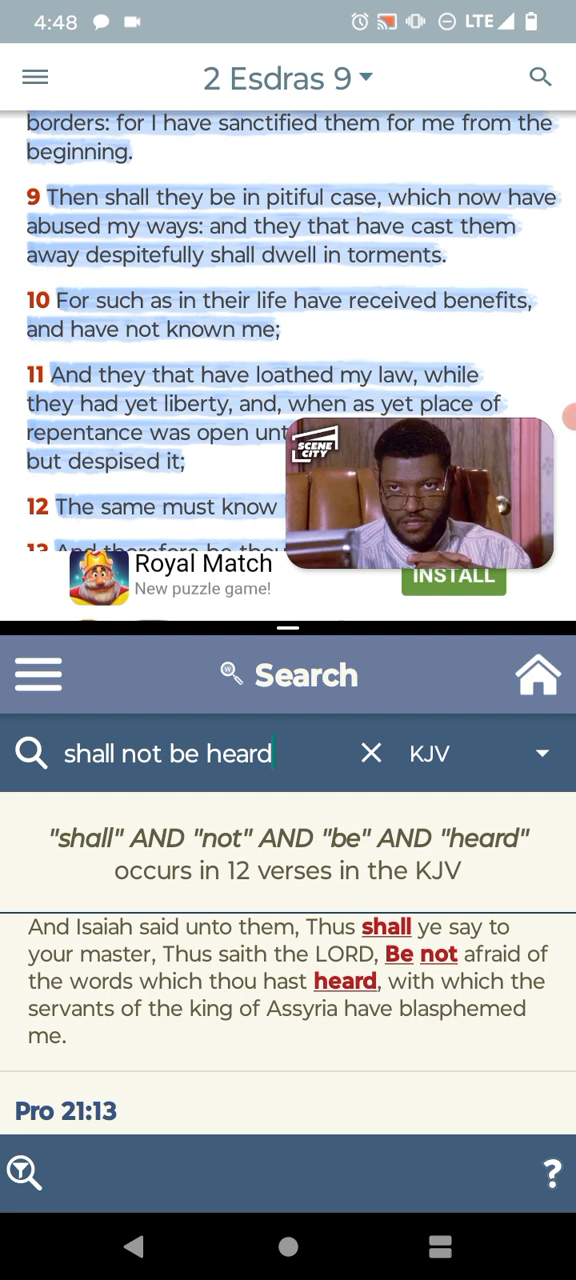 4:48
LTE
2 Esdras 9
borders: for I have sanctified them for me from the
beginning.
9 Then shall they be in pitiful case, which now have
abused my ways: and they that have cast them
away despitefully shall dwell in torments.
10 For such as in their life have received benefits,
and have not known me;
11 And they that have loathed my law, while
they had yet liberty, and, when as yet place of
repentance was open unt
but despised it;
12 The same must know
13 And therefore be thou
SCENE
CITY
Royal Match
New puzzle game!
INSTALL
Search
shall not be heard
KJV
"shall" AND "not" AND "be" AND "heard"
occurs in 12 verses in the KJV
And Isaiah said unto them, Thus shall ye say to
your master, Thus saith the LORD, Be not afraid of
the words which thou hast heard, with which the
servants of the king of Assyria have blasphemed
me.
Pro 21:13
?